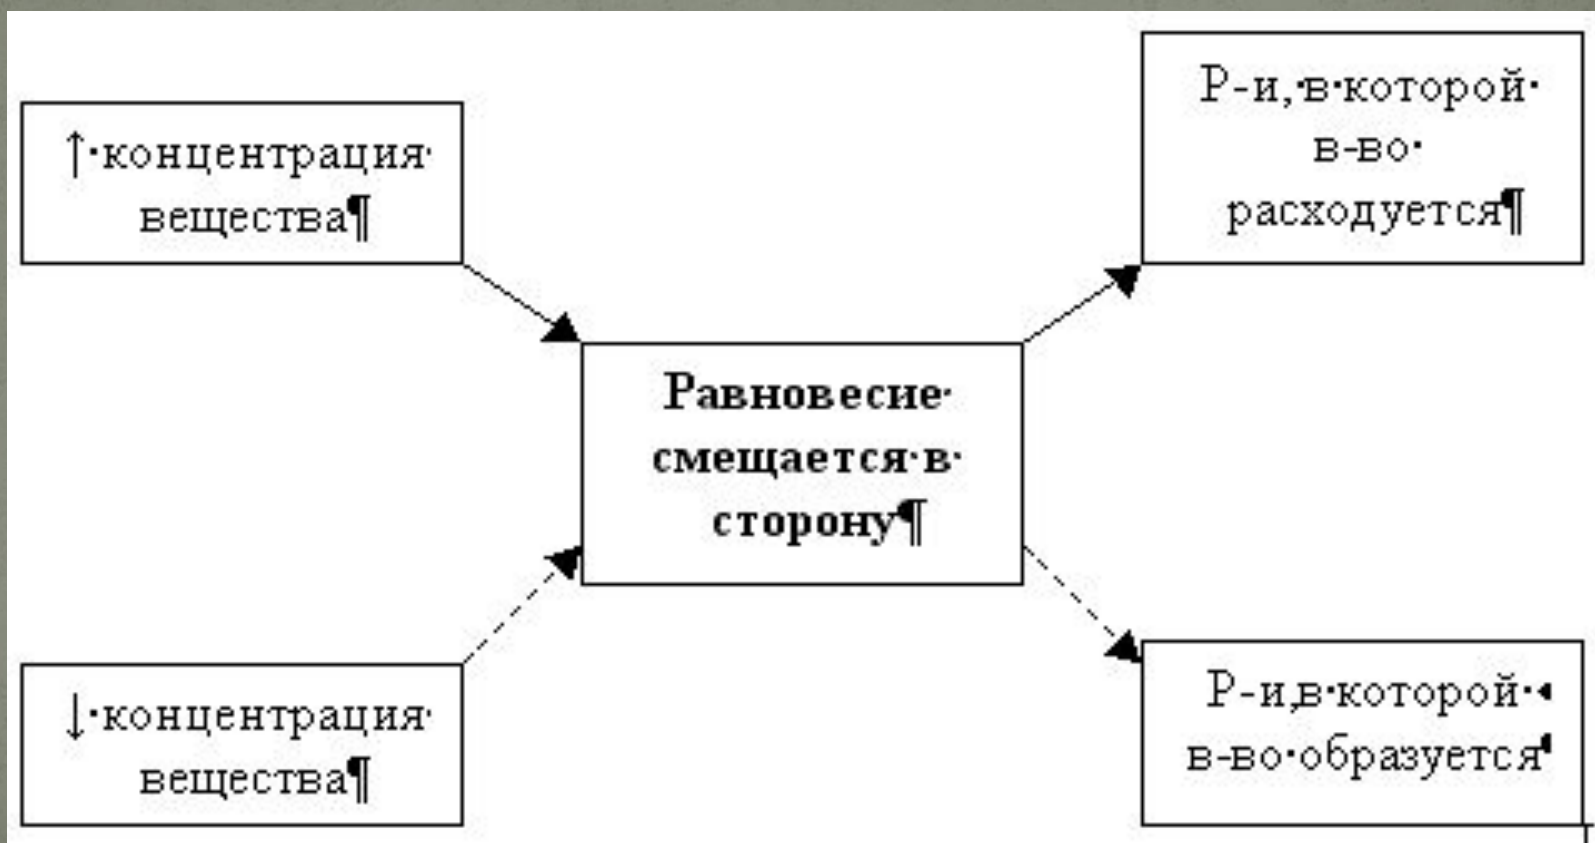 ↑·концентрация·
вещества¶
Р-и,·в·которой·
в-во·
расходуется¶
Равновесие·
смещается·в·
сторону¶
↓·концентрация·
вещества¶
Р-и,в·которой·
в-во·образуется¶